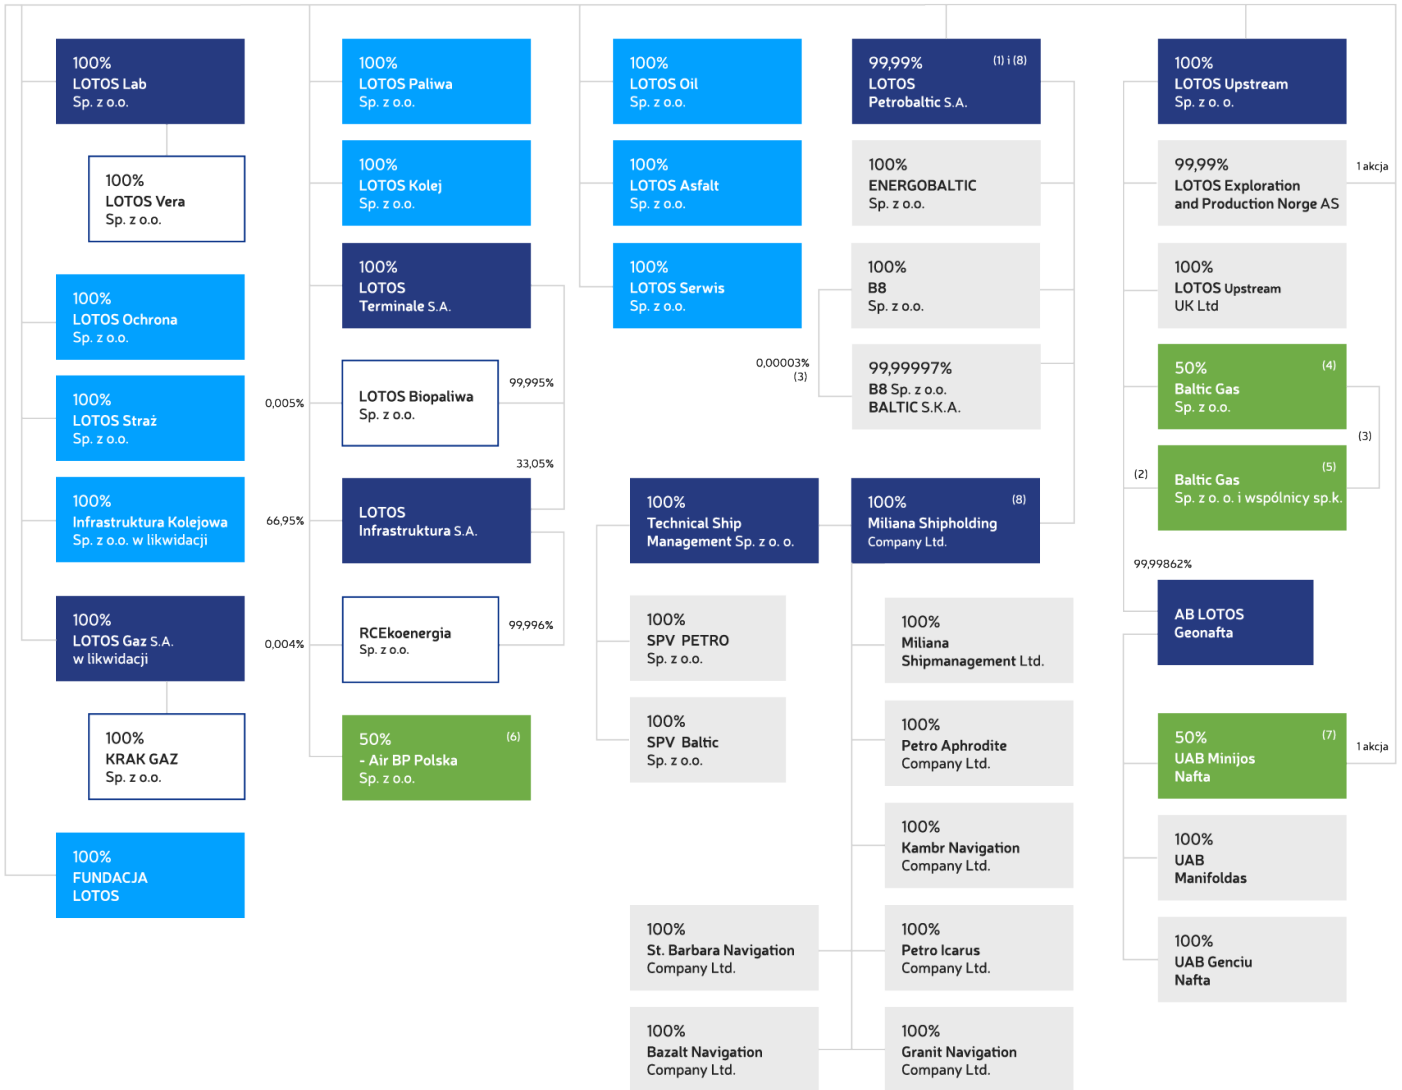 100%
LOTOS Lab
Sp. z o.o.
100%
LOTOS Vera
Sp. z o.o.
100%
LOTOS Ochrona
Sp. z o.o.
100%
LOTOS Straż
Sp. z o.o.
100%
Infrastruktura Kolejowa
Sp. z o.o. w likwidacji
100%
LOTOS Gaz S.A.
w likwidacji
100%
KRAK GAZ
Sp. z o.o.
100%
FUNDACJA
LOTOS
100%
LOTOS Paliwa
Sp. z o.o.
100%
LOTOS Kolej
Sp. z o.o.
100%
LOTOS
Terminale S.A.
0,005%
LOTOS Biopaliwa
Sp. z o.o.
99,995%
33,05%
66,95%
LOTOS
Infrastruktura S.A.
0,004%
RCEkoenergia
Sp. z o.o.
99,996%
50% (6)
- Air BP Polska
Sp. z o.o.
100%
LOTOS Oil
Sp. z o.o.
100%
LOTOS Asfalt
Sp. z o.o.
100%
LOTOS Serwis
Sp. z o.o.
99,99% (1) i (8)
LOTOS
Petrobaltic S.A.
100%
ENERGOBALTIC
Sp. z o.o.
100%
B8
Sp. z o.o.
0,00003%
(3)
99,99997%
B8 Sp. z o.o.
BALTIC S.K.A.
100%
Technical Ship
Management Sp. z o. o.
100% (8)
Miliana Shipholding
Company Ltd.
100%
SPV PETRO
Sp. z o.o.
100%
SPV Baltic
Sp. z o.o.
100%
Miliana
Shipmanagement Ltd.
100%
Petro Aphrodite
Company Ltd.
100%
Kambr Navigation
Company Ltd.
100%
St. Barbara Navigation
Company Ltd.
100%
Petro Icarus
Company Ltd.
100%
Bazalt Navigation
Company Ltd.
100%
Granit Navigation
Company Ltd.
100%
LOTOS Upstream
Sp. z o. o.
99,99%
LOTOS Exploration
and Production Norge AS
1 akcja
100%
LOTOS Upstream
UK Ltd
50% (4)
Baltic Gas
Sp. z o.o.
(3)
(2)
(5)
Baltic Gas
Sp. z o. o. i wspólnicy sp.k.
99,99862%
AB LOTOS
Geonafta
50% (7)
UAB Minijos
Nafta
1 akcja
100%
UAB
Manifoldas
100%
UAB Genciu
Nafta